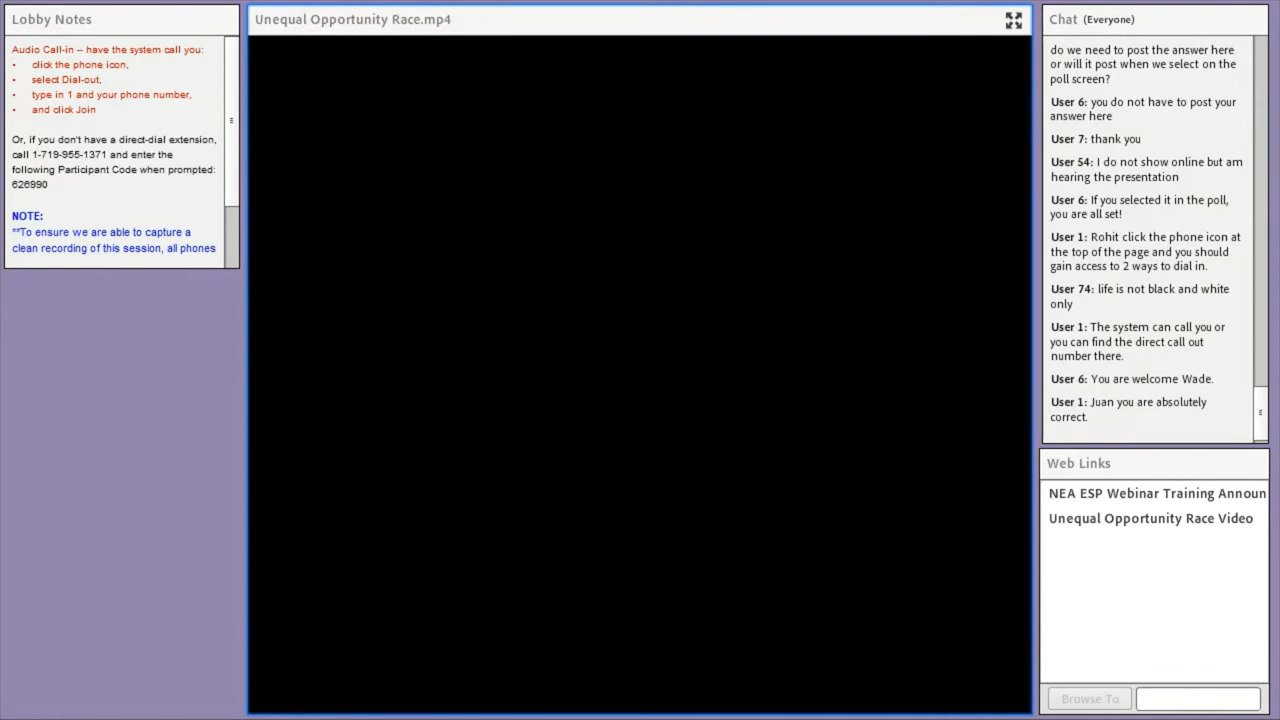 Lobby Notes
Audio Call-in -- have the system call you:
• click the phone icon,
• select Dial-out,
• type in 1 and your phone number,
• and click Join
Or, if you don't have a direct-dial extension,
call 1-719-955-1371 and enter the
following Participant Code when prompted:
626990
NOTE:
**To ensure we are able to capture a
clean recording of this session, all phones
Unequal Opportunity Race.mp4
Chat (Everyone)
do we need to post the answer here
or will it post when we select on the
poll screen?
User 6: you do not have to post your
answer here
User 7: thank you
User 54: I do not show online but am
hearing the presentation
User 6: If you selected it in the poll,
you are all set!
User 1: Rohit click the phone icon at
the top of the page and you should
gain access to 2 ways to dial in.
User 74: life is not black and white
only
User 1: The system can call you or
you can find the direct call out
number there.
User 6: You are welcome Wade.
User 1: Juan you are absolutely
correct.
Web Links
NEA ESP Webinar Training Announ
Unequal Opportunity Race Video
Browse To